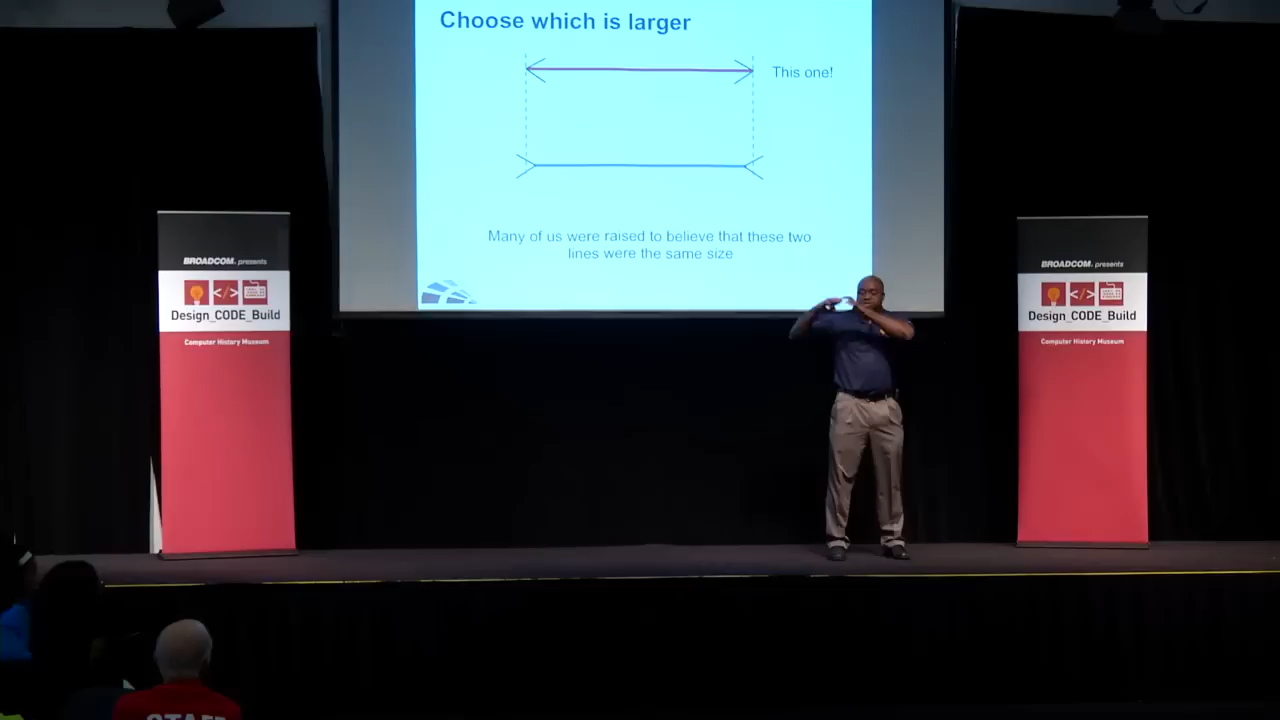 Choose which is larger
This one!
Many of us were raised to believe that these two
lines were the same size
BROADCOM. presents
</>
Design_CODE_Build
Computer History Museum
BROADCOM. presents
</>
Design_CODE_Build
Computer History Museum
STAFF